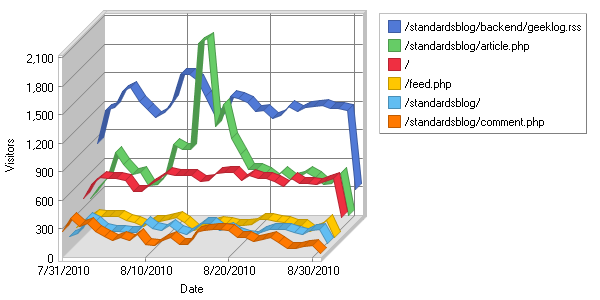 2,100
1,800
1,500
1,200
900
600
300
0
Visitors
7/31/2010
8/10/2010
8/20/2010
8/30/2010
Date
/standardsblog/backend/geeklog.rss
/standardsblog/article.php
/
/feed.php
/standardsblog/
/standardsblog/comment.php